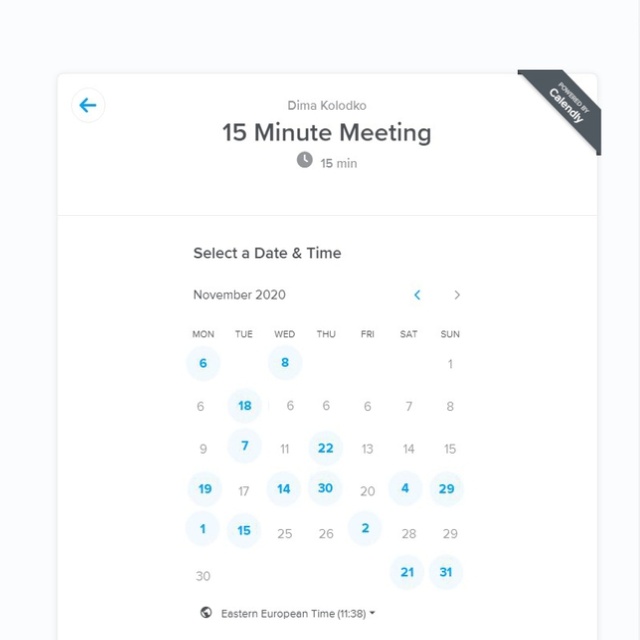 Dima Kolodko
15 Minute Meeting
15 min
POWERED BY
Calendly
Select a Date & Time
November 2020
MON TUE WED THU FRI SAT SUN
6 8 1
6 18 6 6 6 7 8
9 7 11 22 13 14 15
19 17 14 30 20 4 29
1 15 25 26 2 28 29
30 21 31
Eastern European Time (11:38)